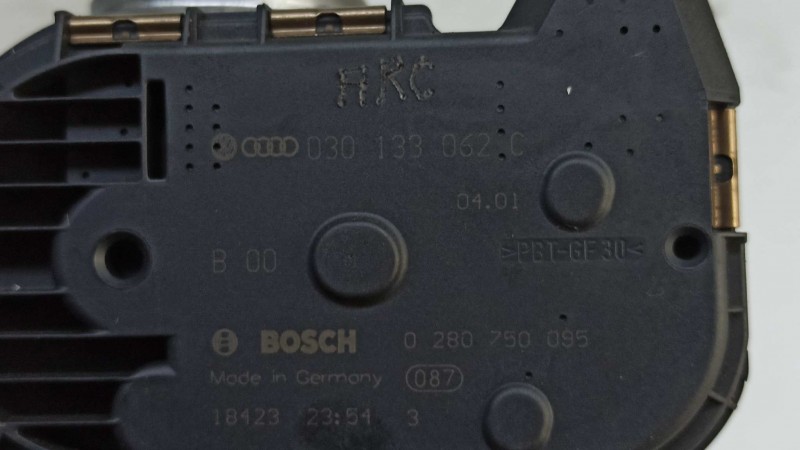 HKC
030 133 062 C
04.01
>PBT-GF30<
B 00
BOSCH 0 280 750 095
Made in Germany 087
18423 23:54 3